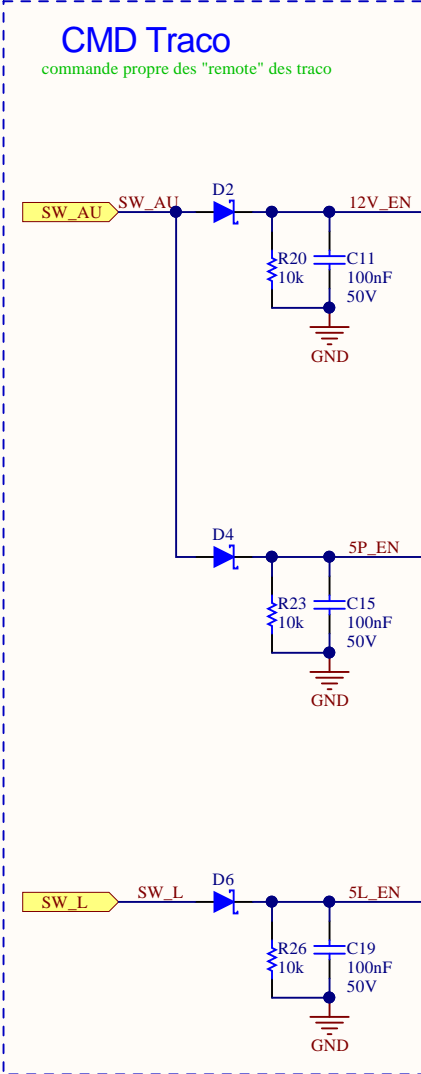 CMD Traco
commande propre des "remote" des traco
D2
SW_AU
SW_AU
12V_EN
R20
10k
C11
100nF
50V
GND
D4
5P_EN
R23
10k
C15
100nF
50V
GND
D6
SW_L
SW_L
5L_EN
R26
10k
C19
100nF
50V
GND